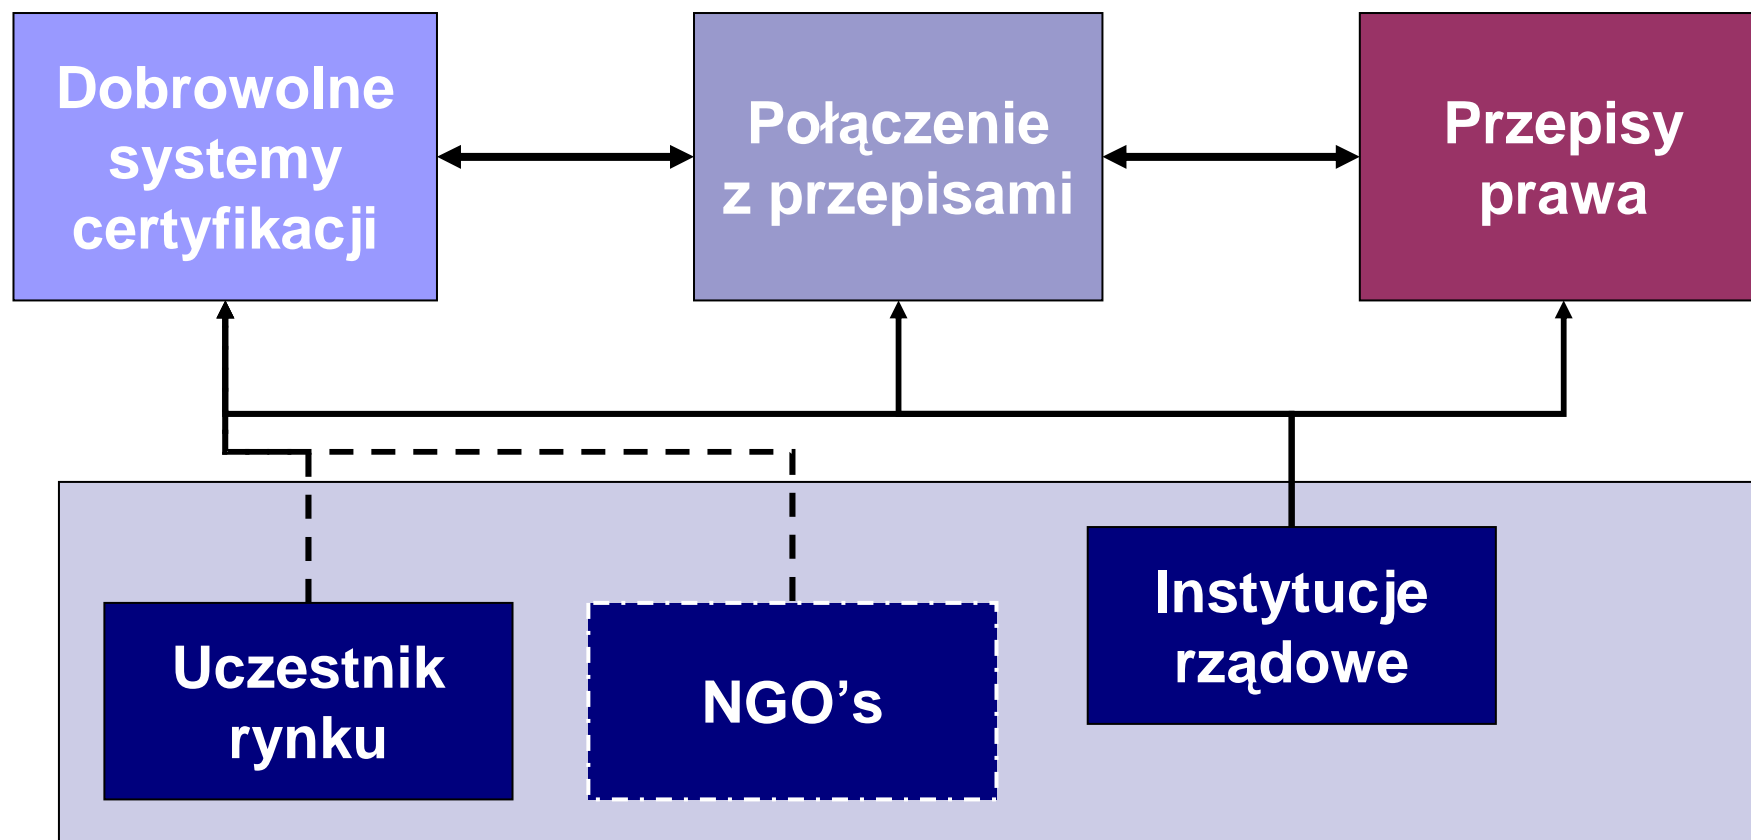 Dobrowolne
systemy
certyfikacji
Połączenie
z przepisami
Przepisy
prawa
Uczestnik
rynku
NGO’s
Instytucje
rządowe